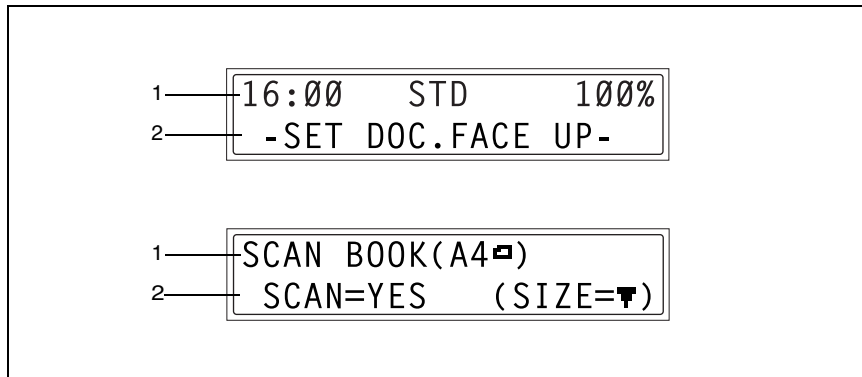 1 16:00 STD 100%
2 -SET DOC.FACE UP-
1 SCAN BOOK(A4▭)
2 SCAN=YES (SIZE=▼)